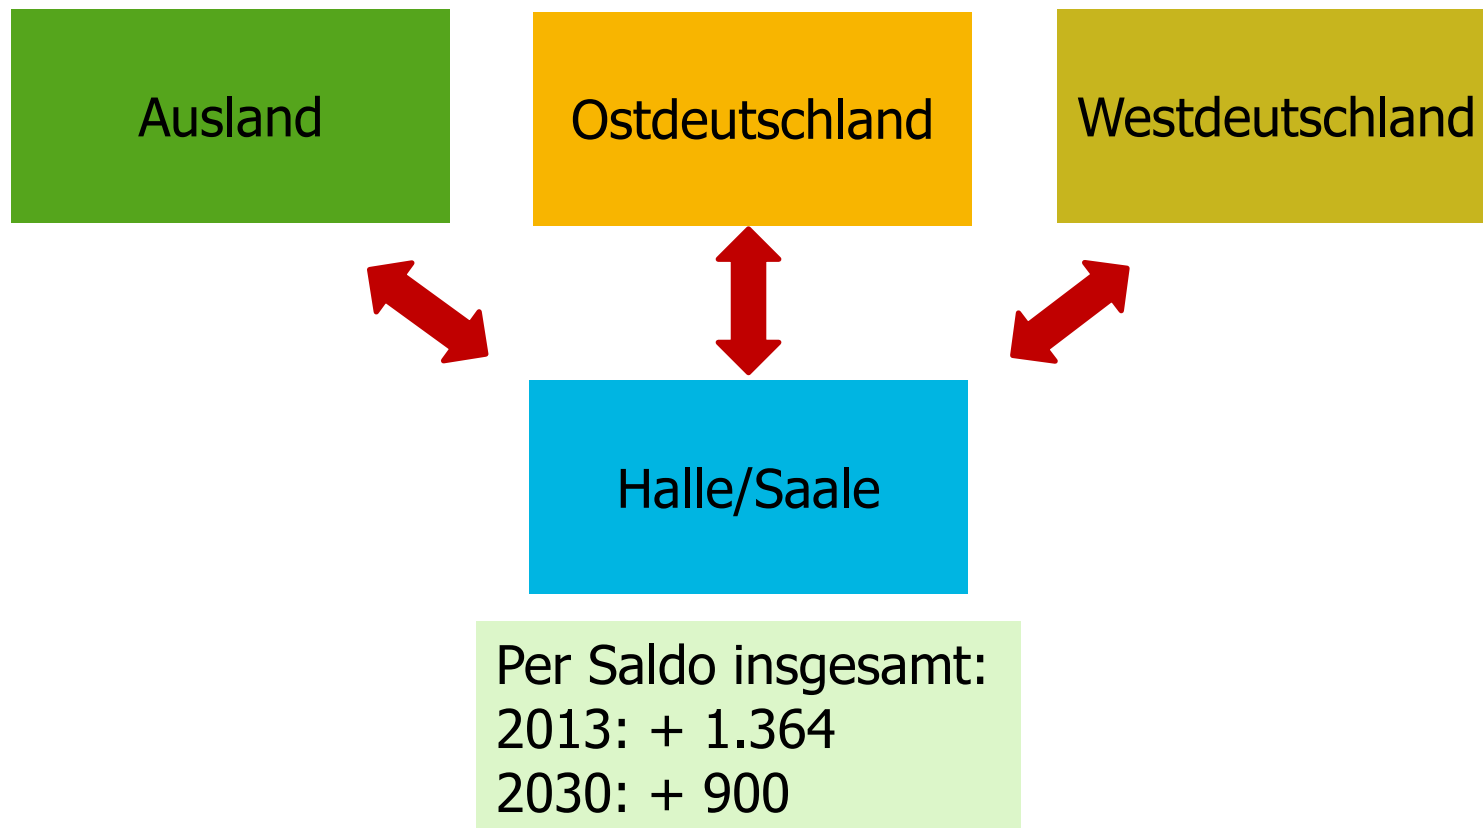 Ausland
Ostdeutschland
Westdeutschland
Halle/Saale
Per Saldo insgesamt:
2013: + 1.364
2030: + 900